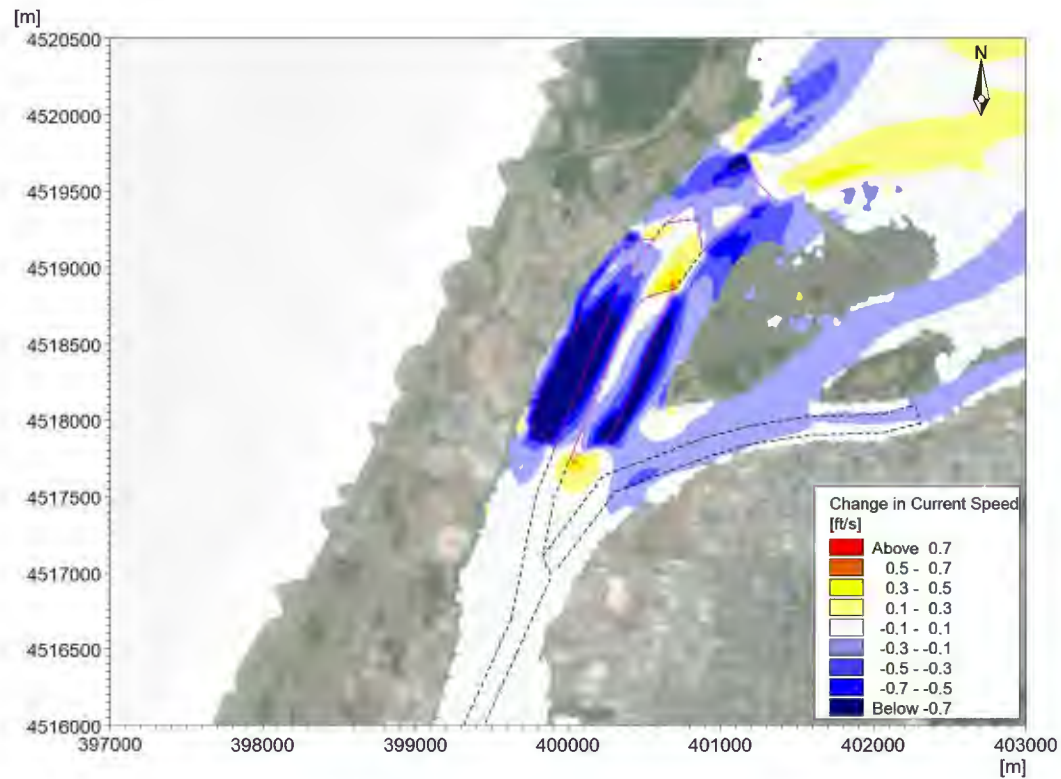 [m]
4520500
4520000
4519500
4519000
4518500
4518000
4517500
4517000
4516500
4516000
397000 398000 399000 400000 401000 402000 403000
[m]
N
Change in Current Speed
[ft/s]
Above 0.7
0.5 - 0.7
0.3 - 0.5
0.1 - 0.3
-0.1 - 0.1
-0.3 - -0.1
-0.5 - -0.3
-0.7 - -0.5
Below -0.7